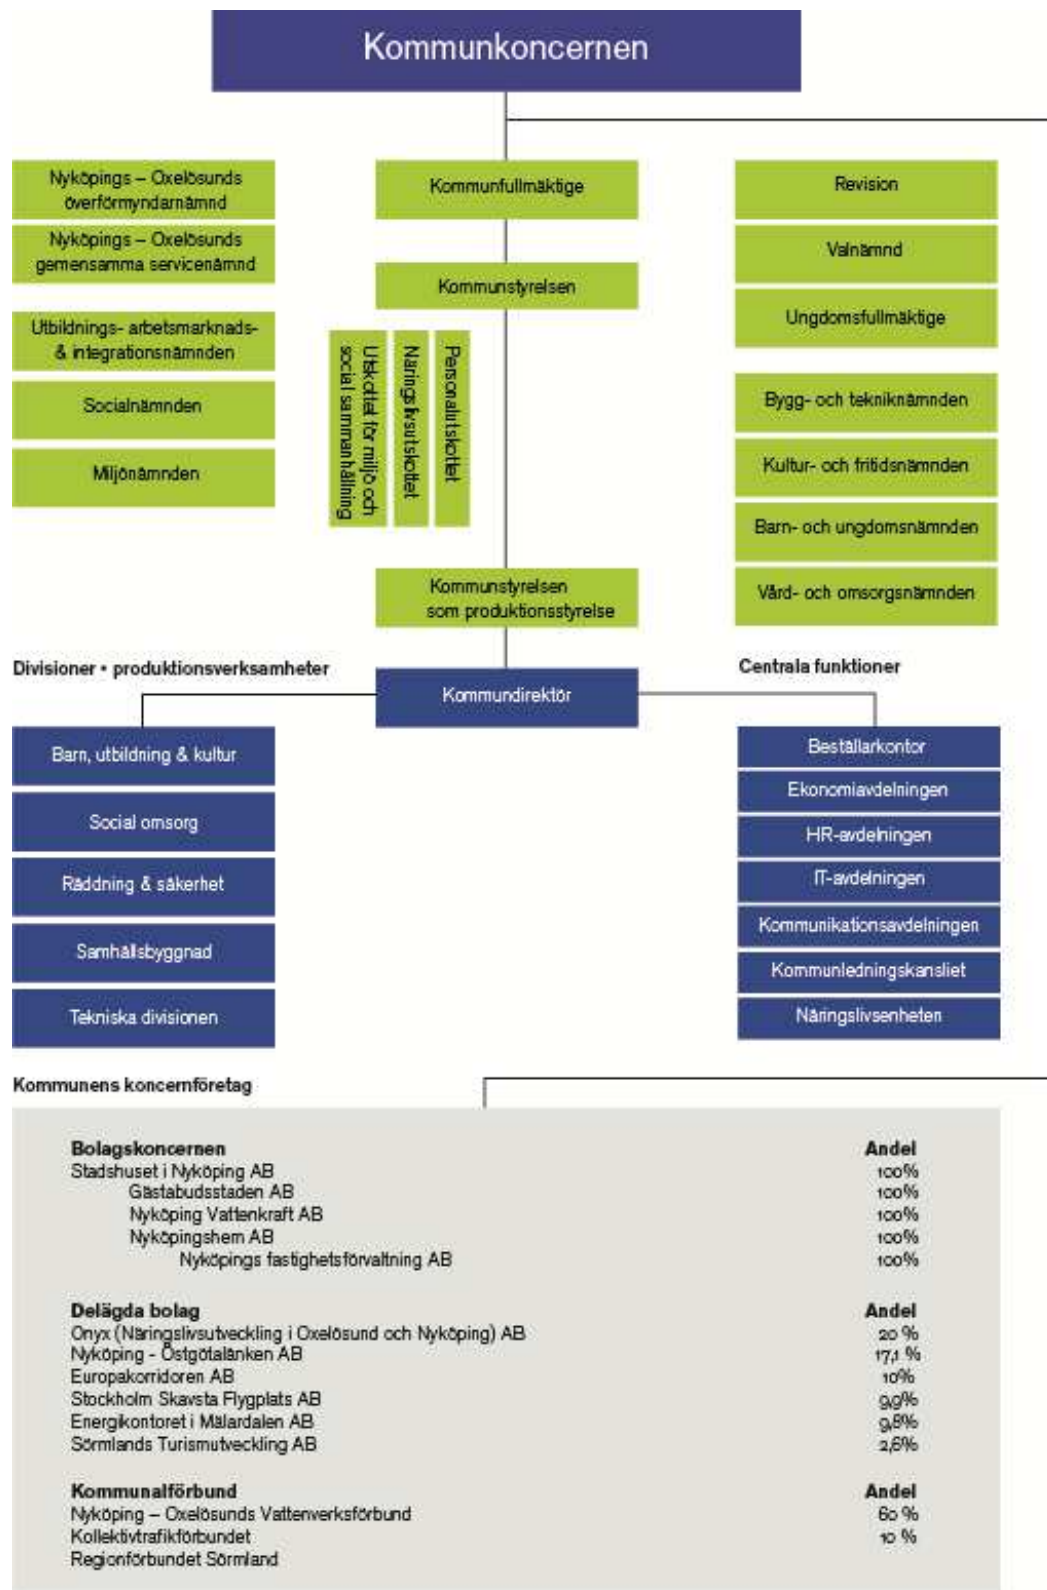 Kommunkoncernen
Nyköpings – Oxelösunds
överförmyndarnämnd
Nyköpings – Oxelösunds
gemensamma servicenämnd
Utbildnings- arbetsmarknads-
& integrationsnämnden
Socialnämnden
Miljönämnden
Kommunfullmäktige
Kommunstyrelsen
Utskottet för miljö och
social sammanhållning
Näringslivsutskottet
Personalutskottet
Kommunstyrelsen
som produktionsstyrelse
Revision
Valnämnd
Ungdomsfullmäktige
Bygg- och tekniknämnden
Kultur- och fritidsnämnden
Barn- och ungdomsnämnden
Vård- och omsorgsnämnden
Divisioner • produktionsverksamheter
Kommundirektör
Centrala funktioner
Barn, utbildning & kultur
Social omsorg
Räddning & säkerhet
Samhällsbyggnad
Tekniska divisionen
Beställarkontor
Ekonomiavdelningen
HR-avdelningen
IT-avdelningen
Kommunikationsavdelningen
Kommunledningskansliet
Näringslivsenheten
Kommunens koncernföretag
Bolagskoncernen Andel
Stadshuset i Nyköping AB 100%
Gästabudsstaden AB 100%
Nyköping Vattenkraft AB 100%
Nyköpingshem AB 100%
Nyköpings fastighetsförvaltning AB 100%
Delägda bolag Andel
Onyx (Näringslivsutveckling i Oxelösund och Nyköping) AB 20 %
Nyköping - Östgötalänken AB 17,1 %
Europakorridoren AB 10%
Stockholm Skavsta Flygplats AB 9,9%
Energikontoret i Mälardalen AB 9,8%
Sörmlands Turismutveckling AB 2,6%
Kommunalförbund Andel
Nyköping – Oxelösunds Vattenverksförbund 60 %
Kollektivtrafikförbundet 10 %
Regionförbundet Sörmland